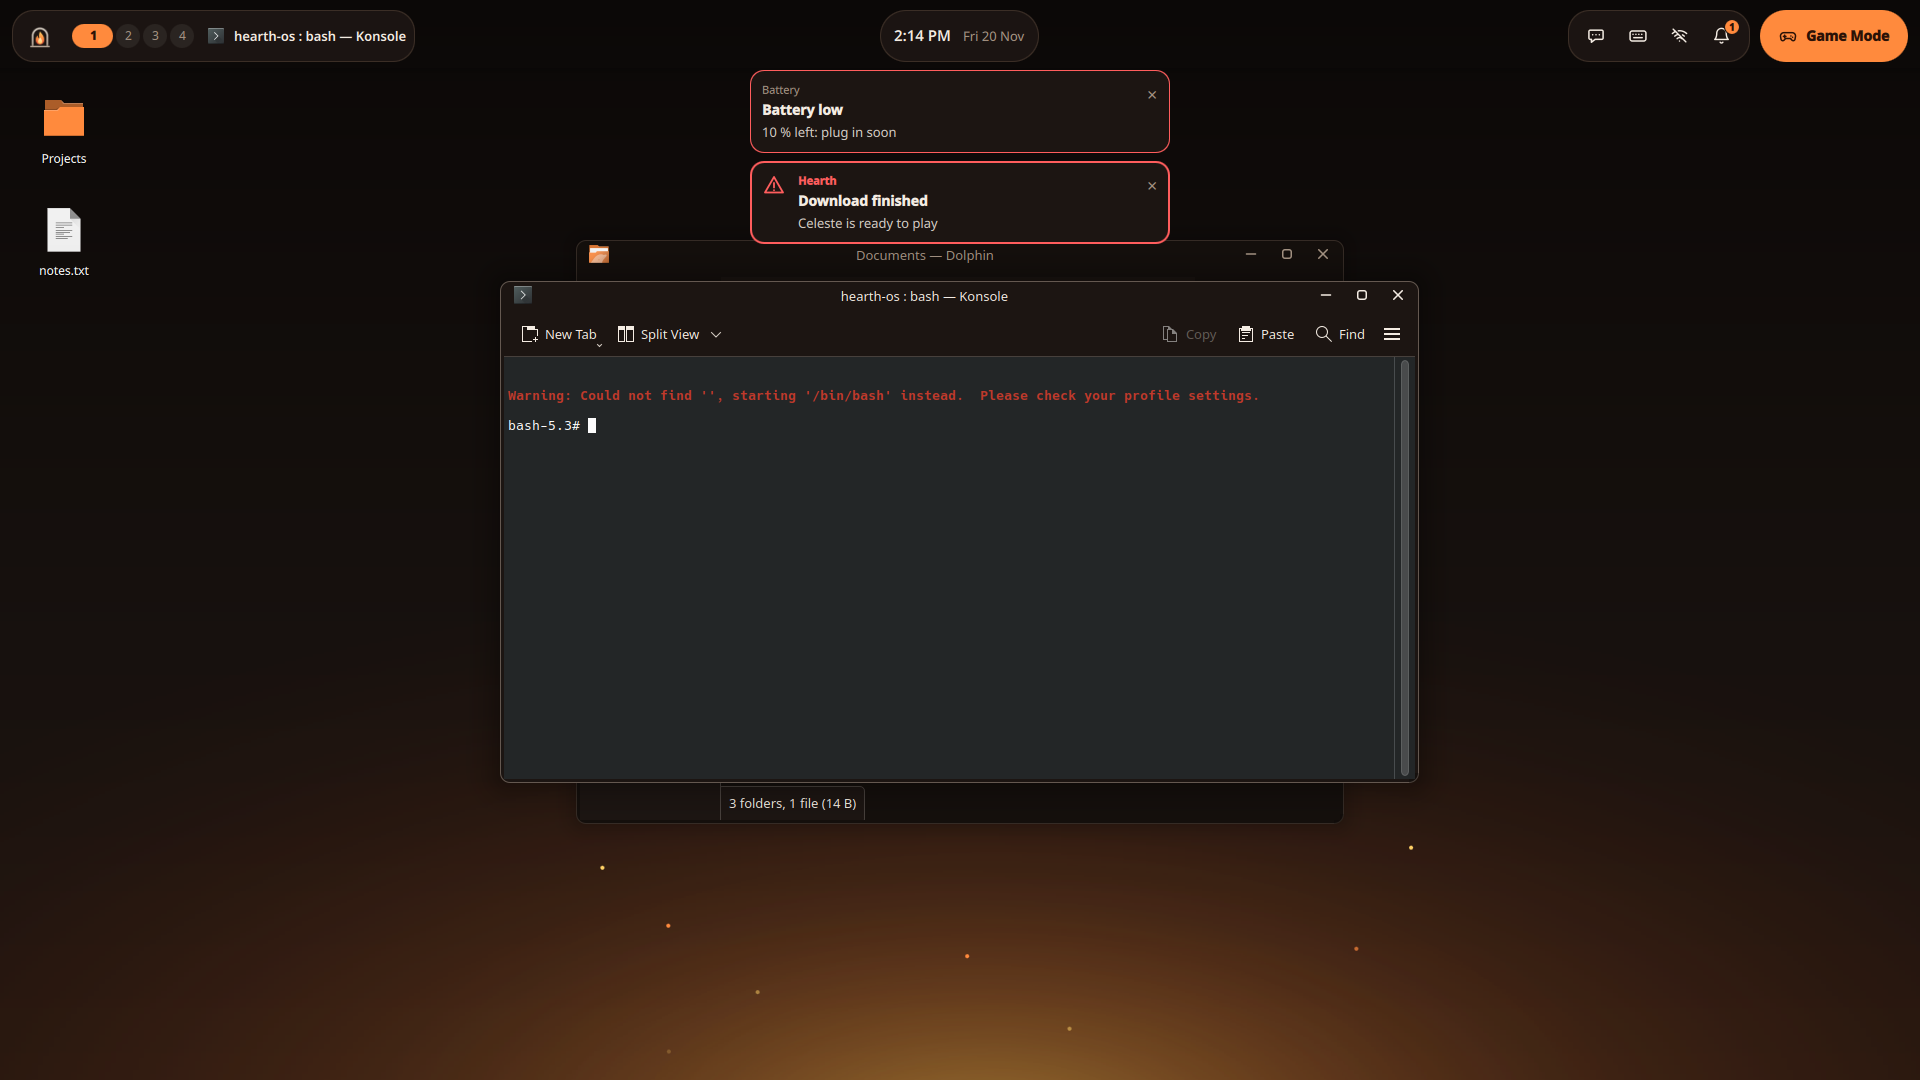 1 2 3 4 hearth-os : bash — Konsole
2:14 PM Fri 20 Nov
1
Game Mode
Projects
notes.txt
Battery
Battery low
10 % left: plug in soon
Hearth
Download finished
Celeste is ready to play
Documents — Dolphin
hearth-os : bash — Konsole
New Tab Split View Copy Paste Find
Warning: Could not find '', starting '/bin/bash' instead.  Please check your profile settings.
bash-5.3#
3 folders, 1 file (14 B)